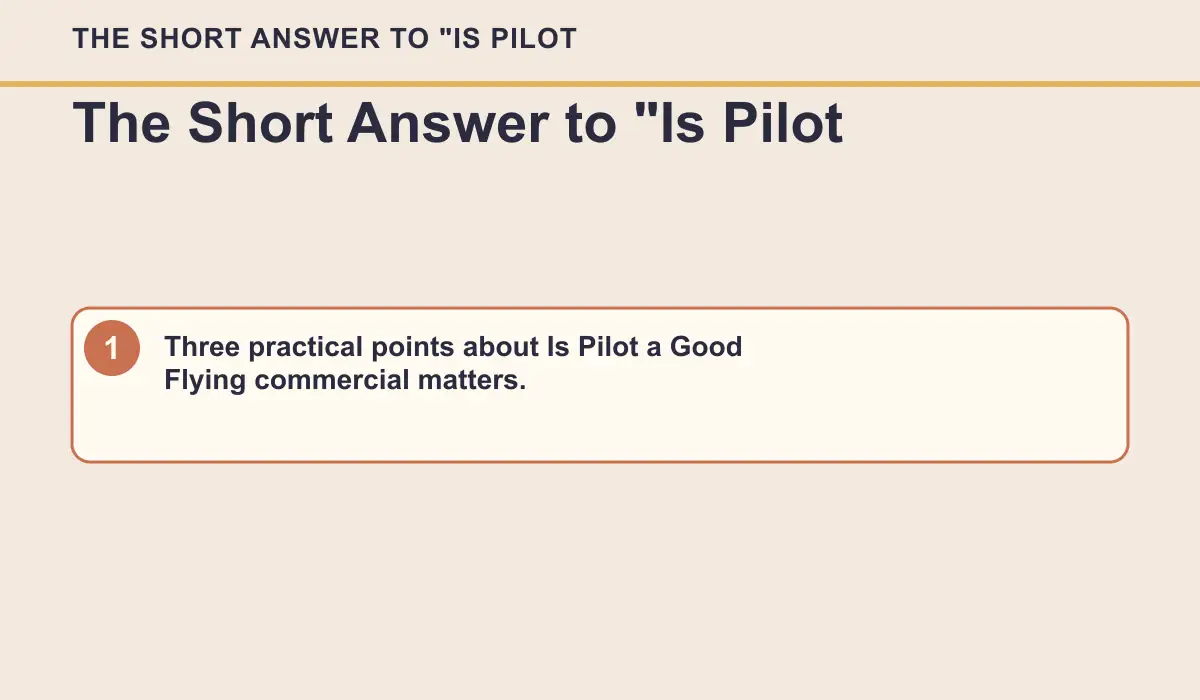 THE SHORT ANSWER TO "IS PILOT
The Short Answer to "Is Pilot
1
Three practical points about Is Pilot a Good
Flying commercial matters.